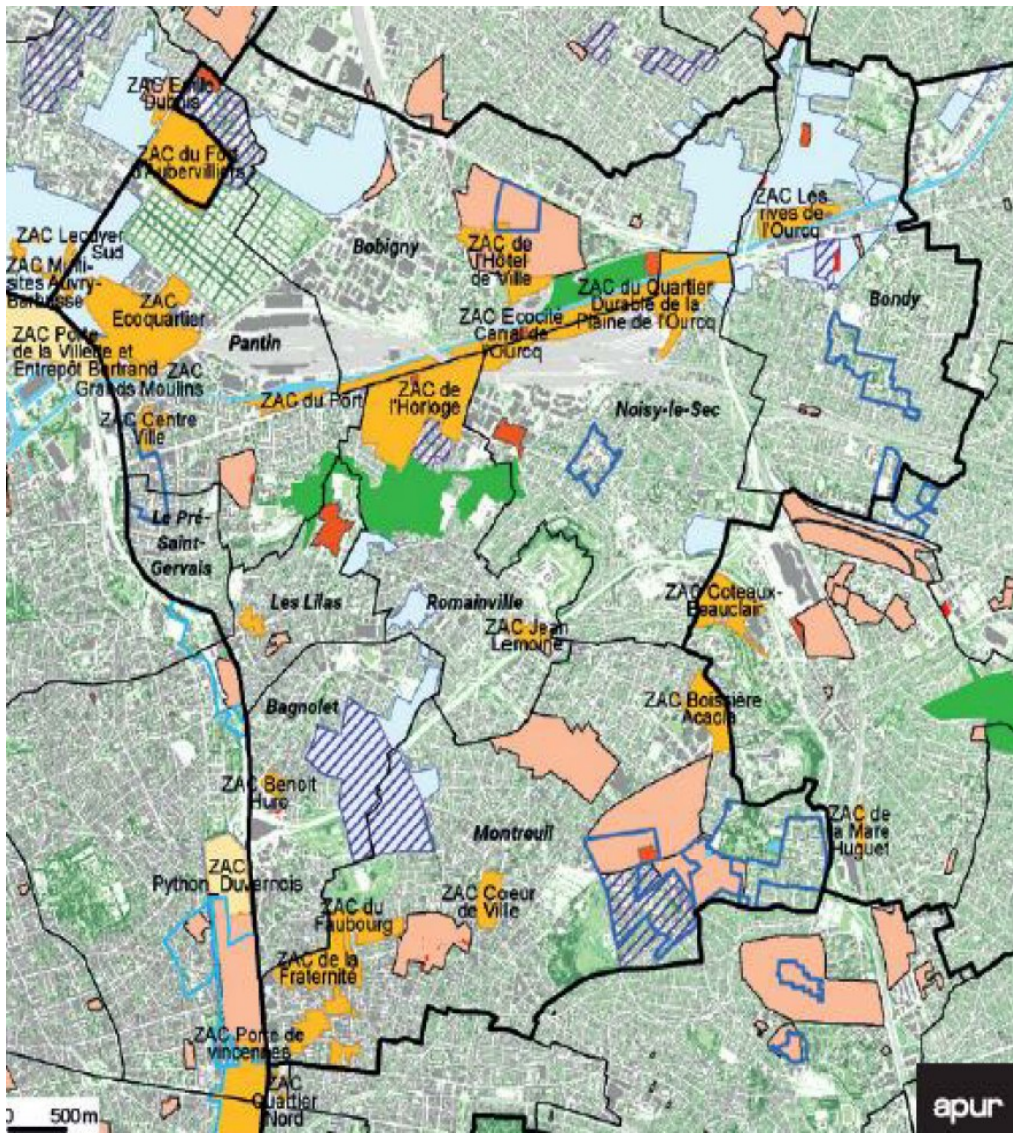 ZAC Emile
Dubois
ZAC du Fort
d'Aubervilliers
ZAC Lecuyer
Sud
ZAC Multi-
sites Auvry-
Barbusse
ZAC
Ecoquartier
ZAC Porte
de la Villette et
Entrepôt Bertrand
ZAC
Grands Moulins
ZAC Centre
Ville
Pantin
Bobigny
ZAC de
l'Hôtel
de Ville
ZAC Les
rives de
l'Ourcq
Bondy
ZAC du Quartier
Durable de la
Plaine de l'Ourcq
ZAC Ecocité
Canal de
l'Ourcq
ZAC du Port
ZAC de
l'Horloge
Noisy-le-Sec
Le Pré-
Saint-
Gervais
Les Lilas
Romainville
ZAC Jean
Lemoine
ZAC Coteaux-
Beauclair
Bagnolet
ZAC Boissière
Acacia
ZAC Benoit
Hure
Montreuil
ZAC de
la Mare
Huguet
ZAC
Python Duvernois
ZAC Cœur
de Ville
ZAC du
Faubourg
ZAC de la
Fraternité
ZAC Porte de
vincennes
ZAC
Quartier
Nord
0 500m
apur